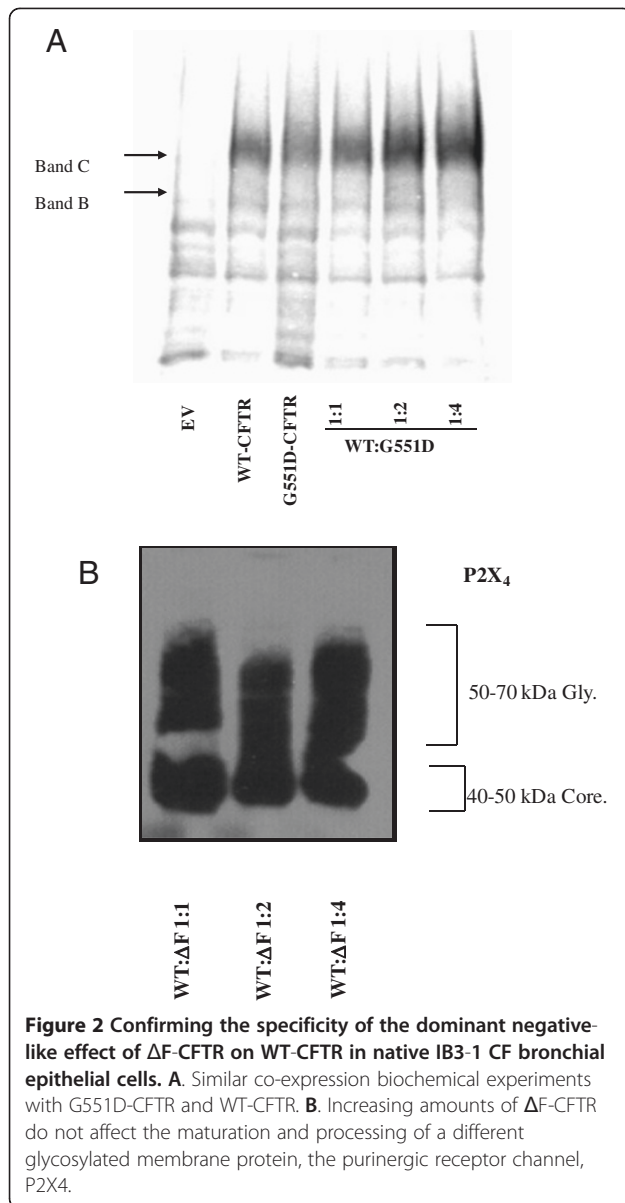 A
Band C
Band B
EV
WT-CFTR
G551D-CFTR
1:1
1:2
1:4
WT:G551D
B
P2X₄
50-70 kDa Gly.
40-50 kDa Core.
WT:ΔF 1:1
WT:ΔF 1:2
WT:ΔF 1:4
Figure 2 Confirming the specificity of the dominant negative-
like effect of ΔF-CFTR on WT-CFTR in native IB3-1 CF bronchial
epithelial cells. A. Similar co-expression biochemical experiments
with G551D-CFTR and WT-CFTR. B. Increasing amounts of ΔF-CFTR
do not affect the maturation and processing of a different
glycosylated membrane protein, the purinergic receptor channel,
P2X4.